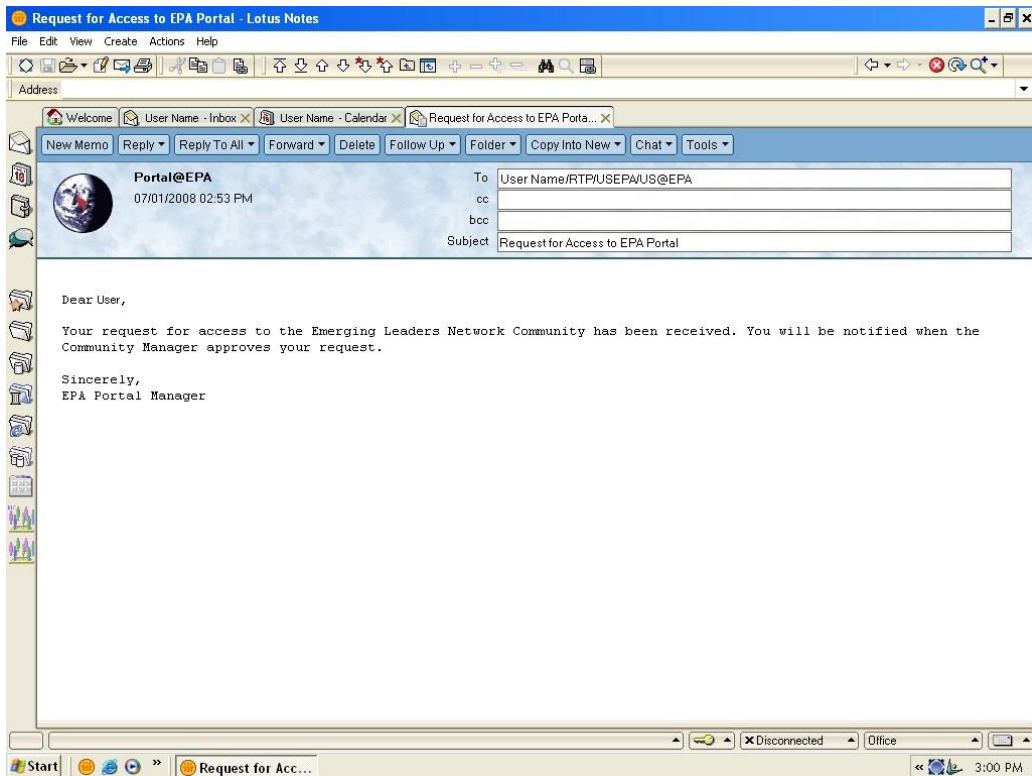 Request for Access to EPA Portal - Lotus Notes
File Edit View Create Actions Help
Address
Welcome User Name - Inbox User Name - Calendar Request for Access to EPA Porta...
New Memo Reply Reply To All Forward Delete Follow Up Folder Copy Into New Chat Tools
Portal@EPA To User Name/RTP/USEPA/US@EPA
07/01/2008 02:53 PM cc
bcc
Subject Request for Access to EPA Portal
Dear User,
Your request for access to the Emerging Leaders Network Community has been received. You will be notified when the
Community Manager approves your request.
Sincerely,
EPA Portal Manager
Disconnected Office
Start » Request for Acc... « 3:00 PM